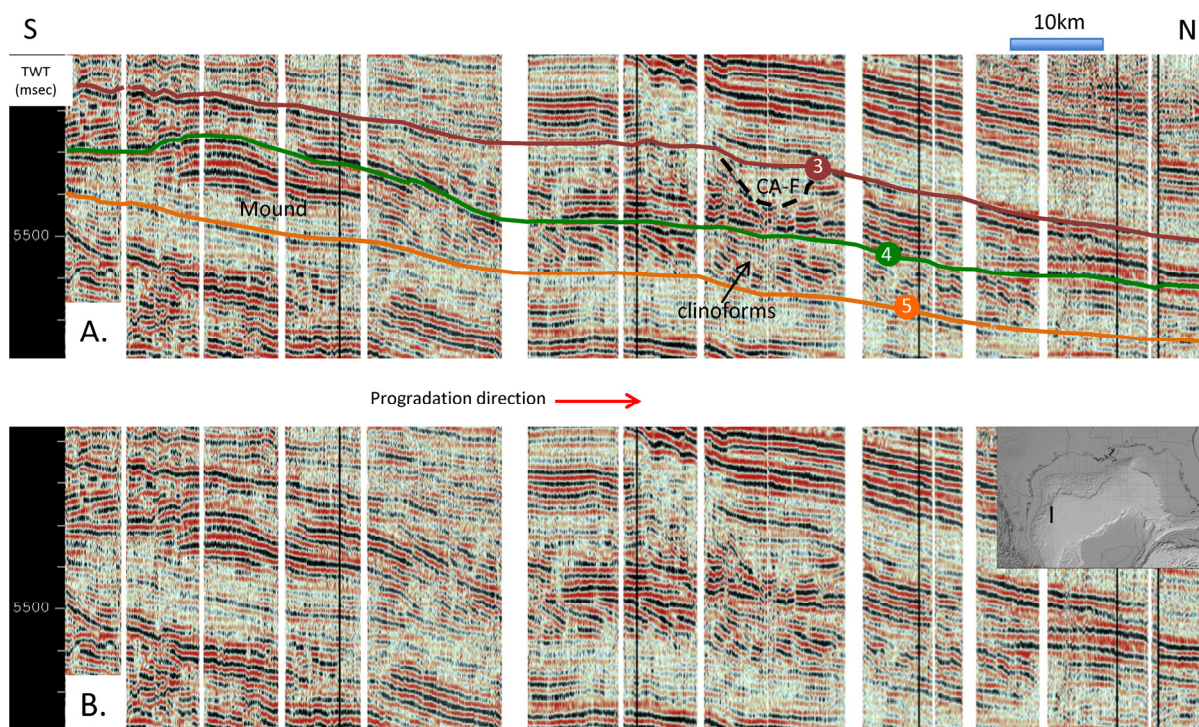 S
10km
N
TWT
(msec)
3
CA-F
Mound
5500
4
clinoforms
5
A.
Progradation direction
5500
B.